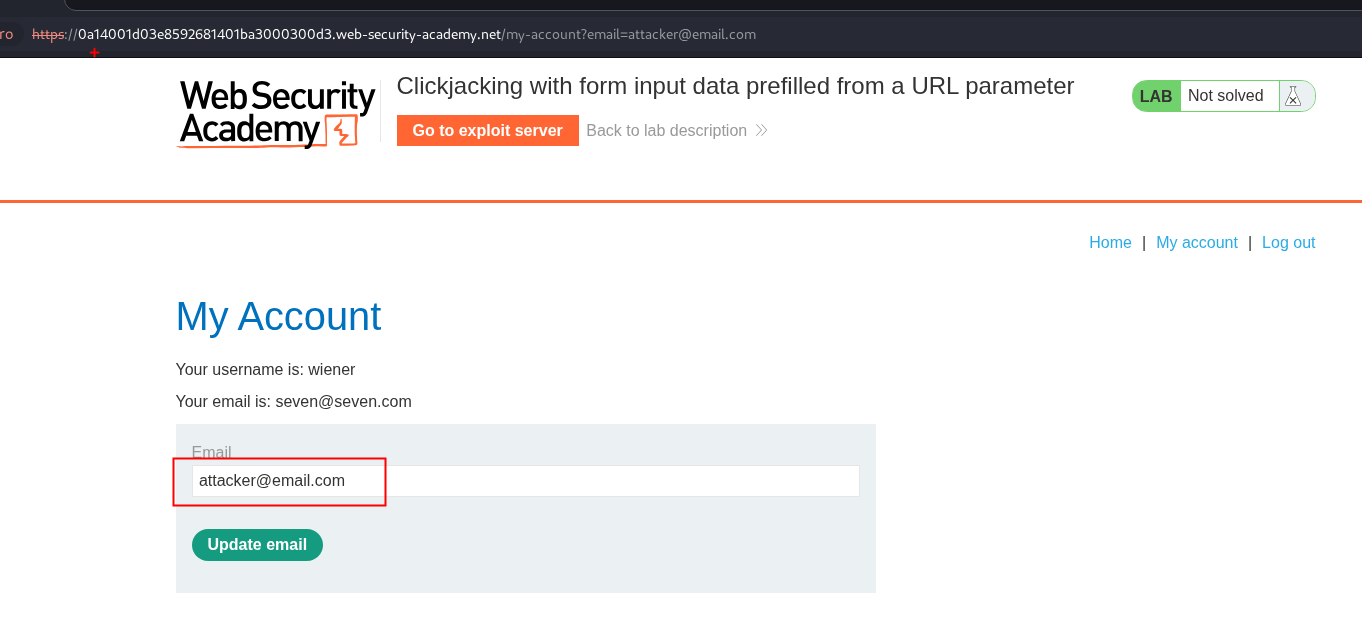 ro https://0a14001d03e8592681401ba3000300d3.web-security-academy.net/my-account?email=attacker@email.com
Web Security
Academy
Clickjacking with form input data prefilled from a URL parameter
Go to exploit server Back to lab description
LAB Not solved
Home | My account | Log out
My Account
Your username is: wiener
Your email is: seven@seven.com
Email
attacker@email.com
Update email